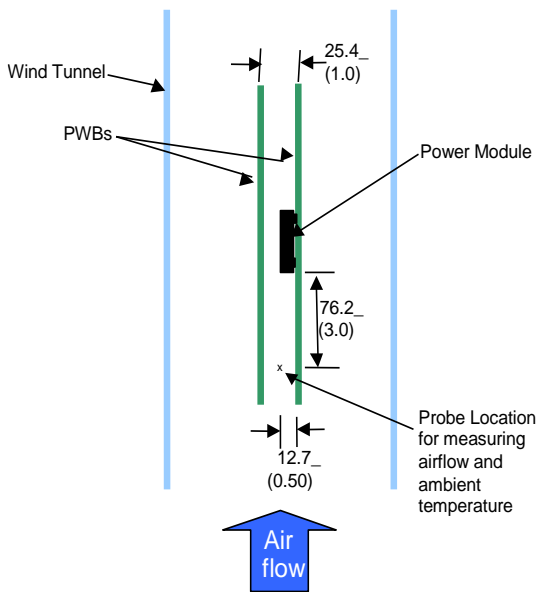 25.4_
(1.0)
Wind Tunnel
PWBs
Power Module
76.2_
(3.0)
x
Probe Location
for measuring
airflow and
ambient
temperature
12.7_
(0.50)
Air
flow